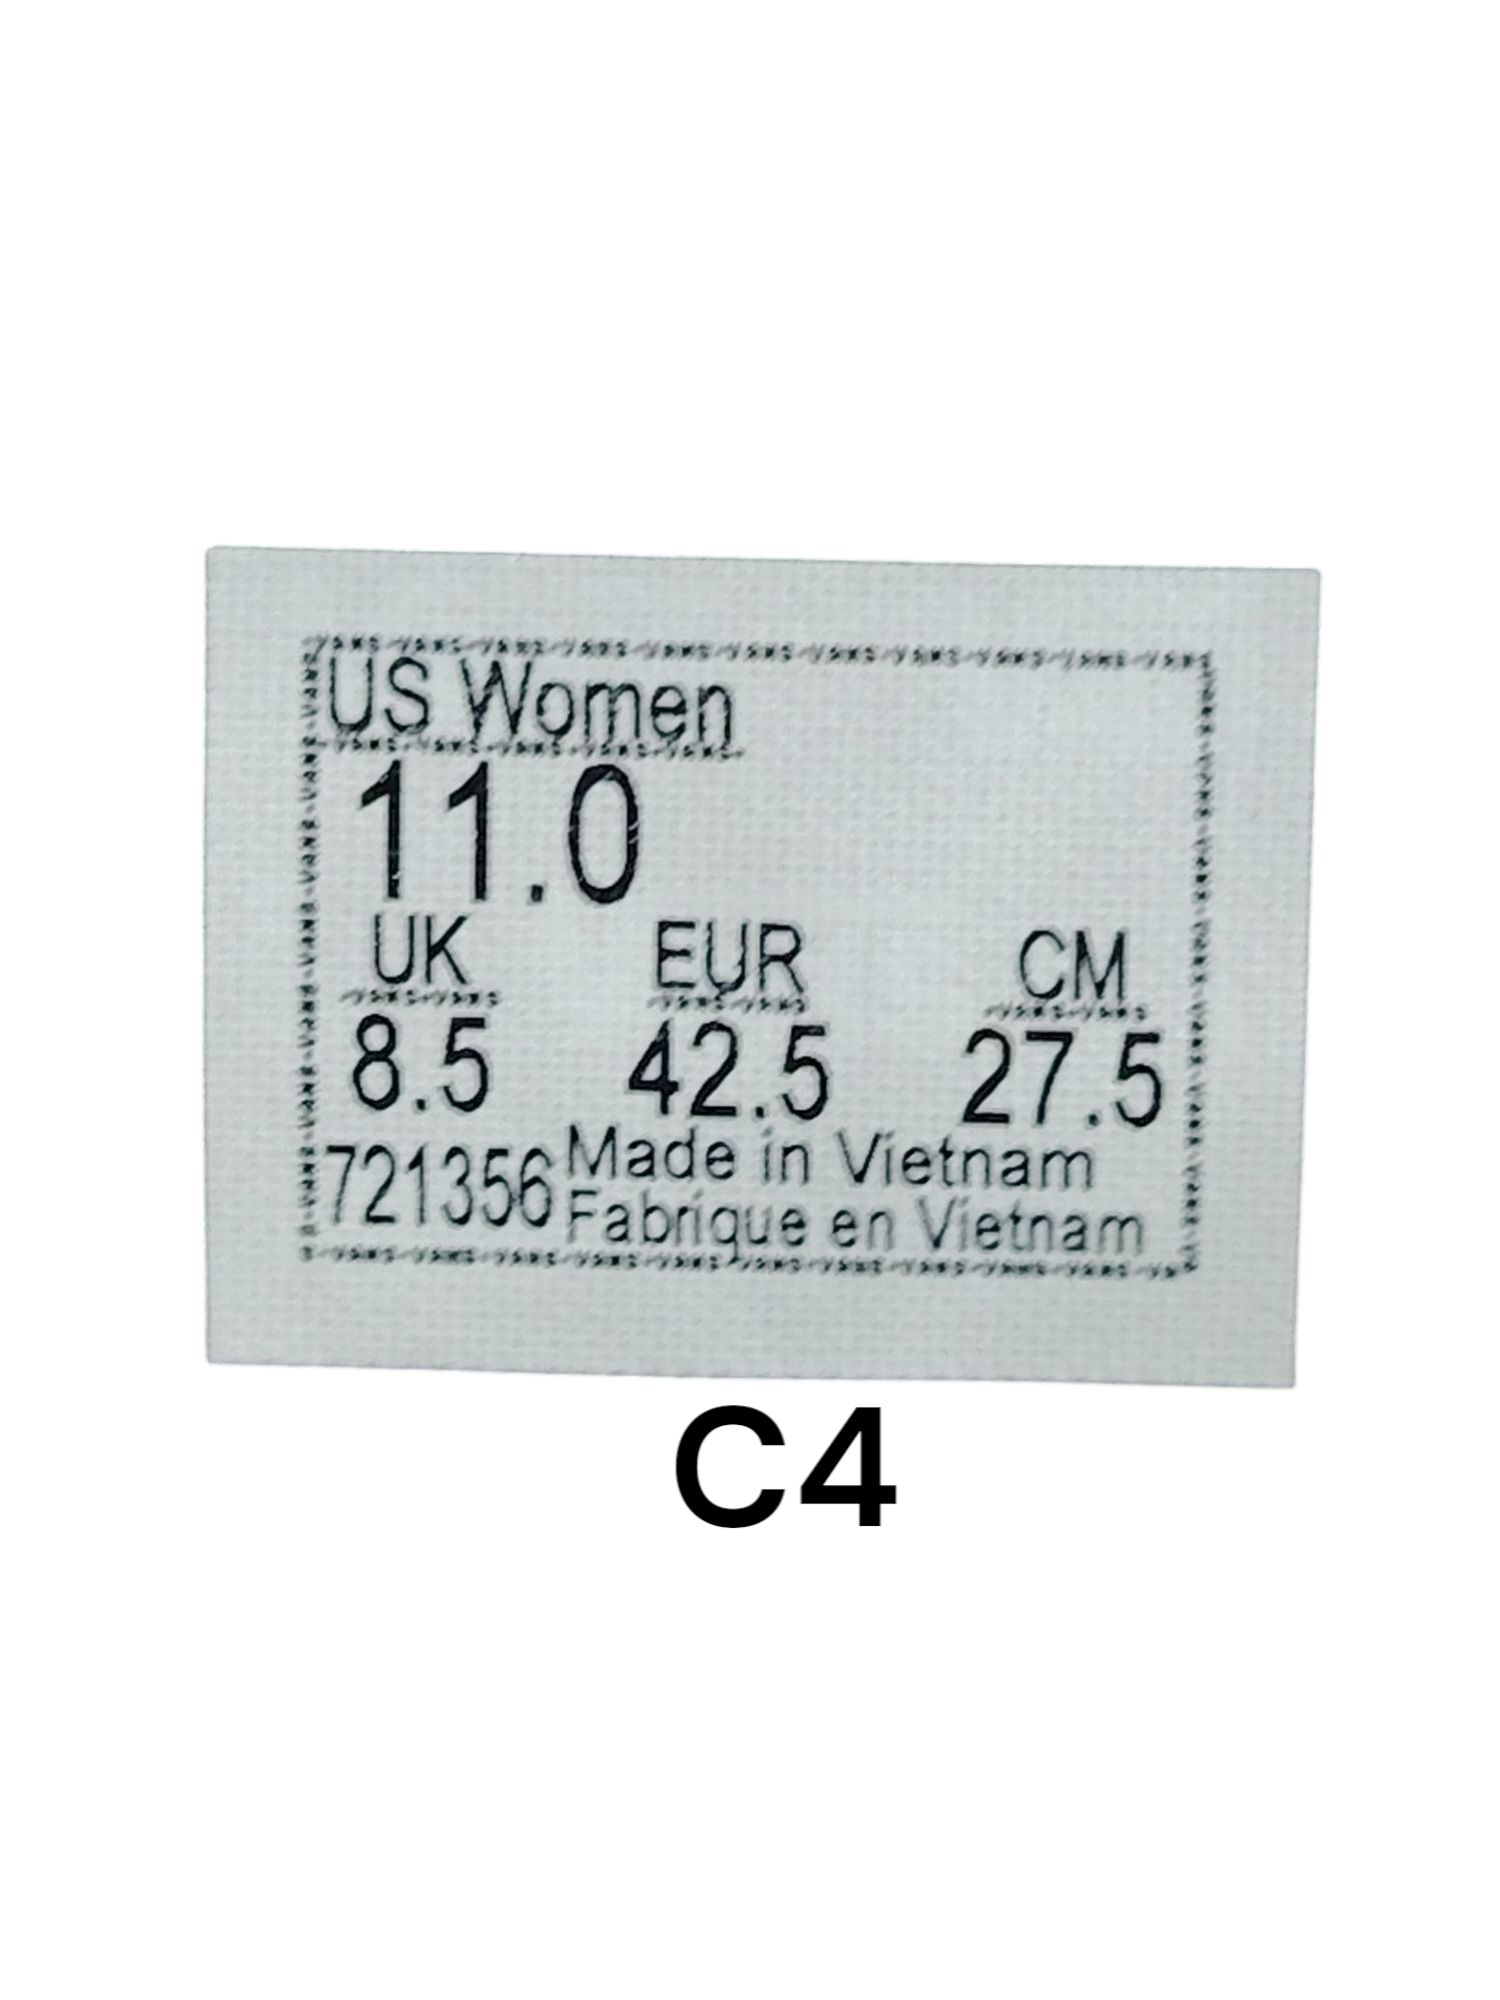 US Women
11.0
UK EUR CM
8.5 42.5 27.5
721356 Made in Vietnam
Fabrique en Vietnam
C4